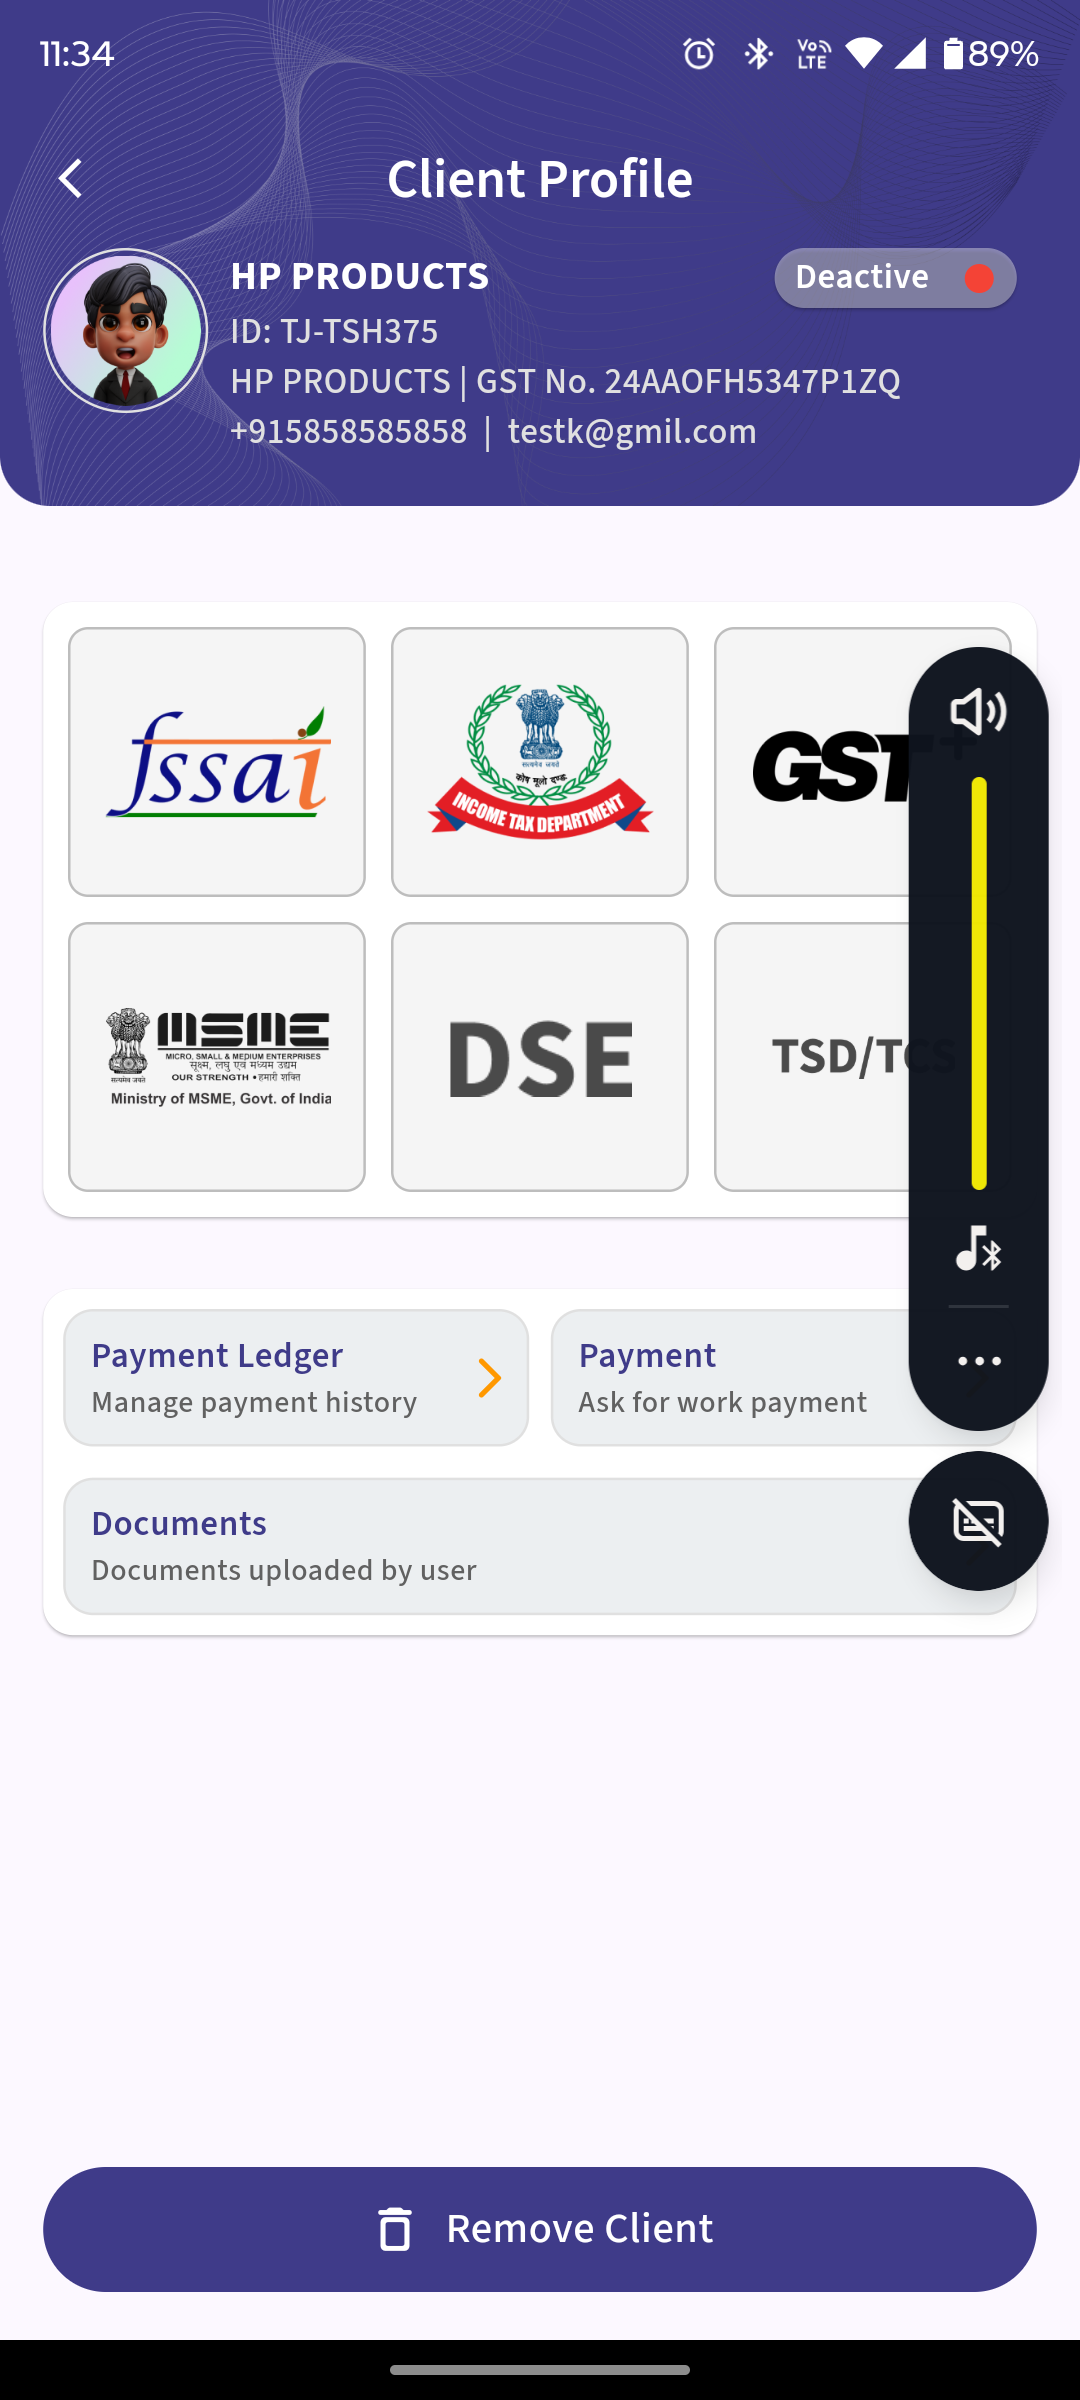 11:34
Vo LTE
89%
Client Profile
HP PRODUCTS
Deactive
ID: TJ-TSH375
HP PRODUCTS | GST No. 24AAOFH5347P1ZQ
+915858585858 | testk@gmil.com
fssai
सत्यमेव जयते
कोष मूलो दण्डः
INCOME TAX DEPARTMENT
GST+
MSME
MICRO, SMALL & MEDIUM ENTERPRISES
सूक्ष्म, लघु एवं मध्यम उद्यम
सत्यमेव जयते
OUR STRENGTH • हमारी शक्ति
Ministry of MSME, Govt. of India
DSE
TSD/TCS
Payment Ledger
Manage payment history
Payment
Ask for work payment
Documents
Documents uploaded by user
Remove Client